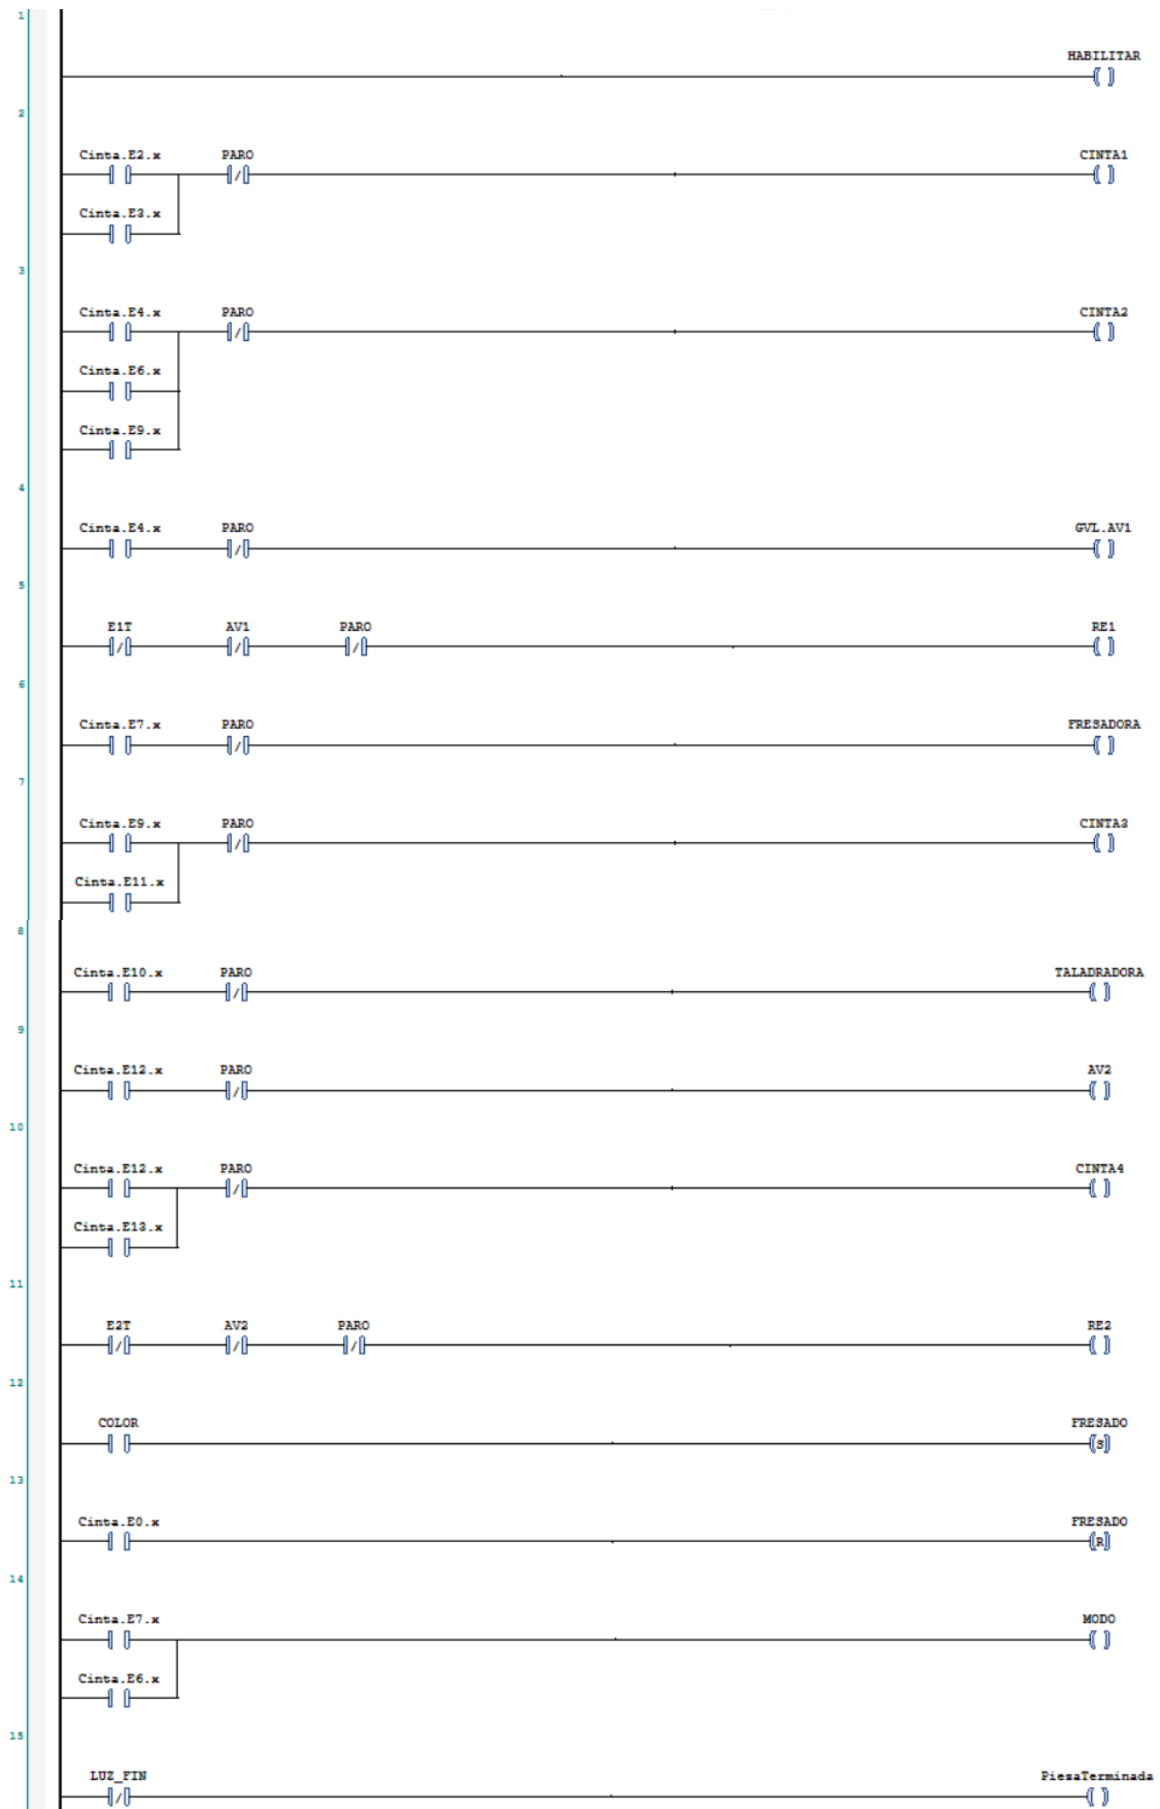 1
HABILITAR
2
Cinta.E2.x PARO CINTA1
Cinta.E3.x
3
Cinta.E4.x PARO CINTA2
Cinta.E6.x
Cinta.E9.x
4
Cinta.E4.x PARO GVL.AV1
5
E1T AV1 PARO RE1
6
Cinta.E7.x PARO FRESADORA
7
Cinta.E9.x PARO CINTA3
Cinta.E11.x
8
Cinta.E10.x PARO TALADRADORA
9
Cinta.E12.x PARO AV2
10
Cinta.E12.x PARO CINTA4
Cinta.E13.x
11
E2T AV2 PARO RE2
12
COLOR FRESADO
S
13
Cinta.E0.x FRESADO
R
14
Cinta.E7.x MODO
Cinta.E6.x
15
LUZ_FIN PiezaTerminada